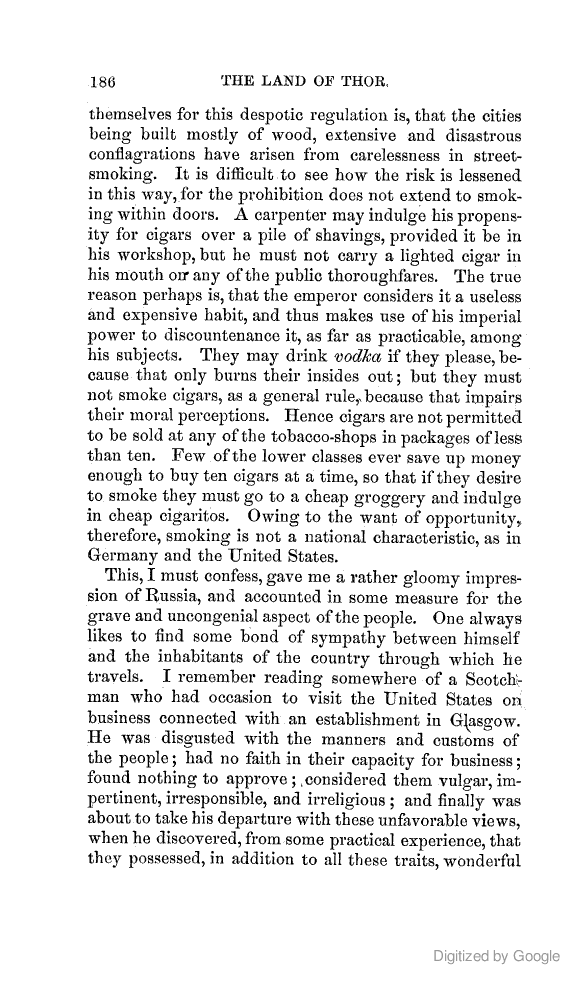 186 THE LAND OF THOR.
themselves for this despotic regulation is, that the cities
being built mostly of wood, extensive and disastrous
conflagrations have arisen from carelessness in street-
smoking. It is difficult to see how the risk is lessened
in this way, for the prohibition does not extend to smok-
ing within doors. A carpenter may indulge his propens-
ity for cigars over a pile of shavings, provided it be in
his workshop, but he must not carry a lighted cigar in
his mouth on any of the public thoroughfares. The true
reason perhaps is, that the emperor considers it a useless
and expensive habit, and thus makes use of his imperial
power to discountenance it, as far as practicable, among
his subjects. They may drink vodka if they please, be-
cause that only burns their insides out; but they must
not smoke cigars, as a general rule, because that impairs
their moral perceptions. Hence cigars are not permitted
to be sold at any of the tobacco-shops in packages of less
than ten. Few of the lower classes ever save up money
enough to buy ten cigars at a time, so that if they desire
to smoke they must go to a cheap groggery and indulge
in cheap cigaritos. Owing to the want of opportunity,
therefore, smoking is not a national characteristic, as in
Germany and the United States.
This, I must confess, gave me a rather gloomy impres-
sion of Russia, and accounted in some measure for the
grave and uncongenial aspect of the people. One always
likes to find some bond of sympathy between himself
and the inhabitants of the country through which he
travels. I remember reading somewhere of a Scotch-
man who had occasion to visit the United States on
business connected with an establishment in Glasgow.
He was disgusted with the manners and customs of
the people; had no faith in their capacity for business;
found nothing to approve; considered them vulgar, im-
pertinent, irresponsible, and irreligious; and finally was
about to take his departure with these unfavorable views,
when he discovered, from some practical experience, that
they possessed, in addition to all these traits, wonderful
Digitized by Google